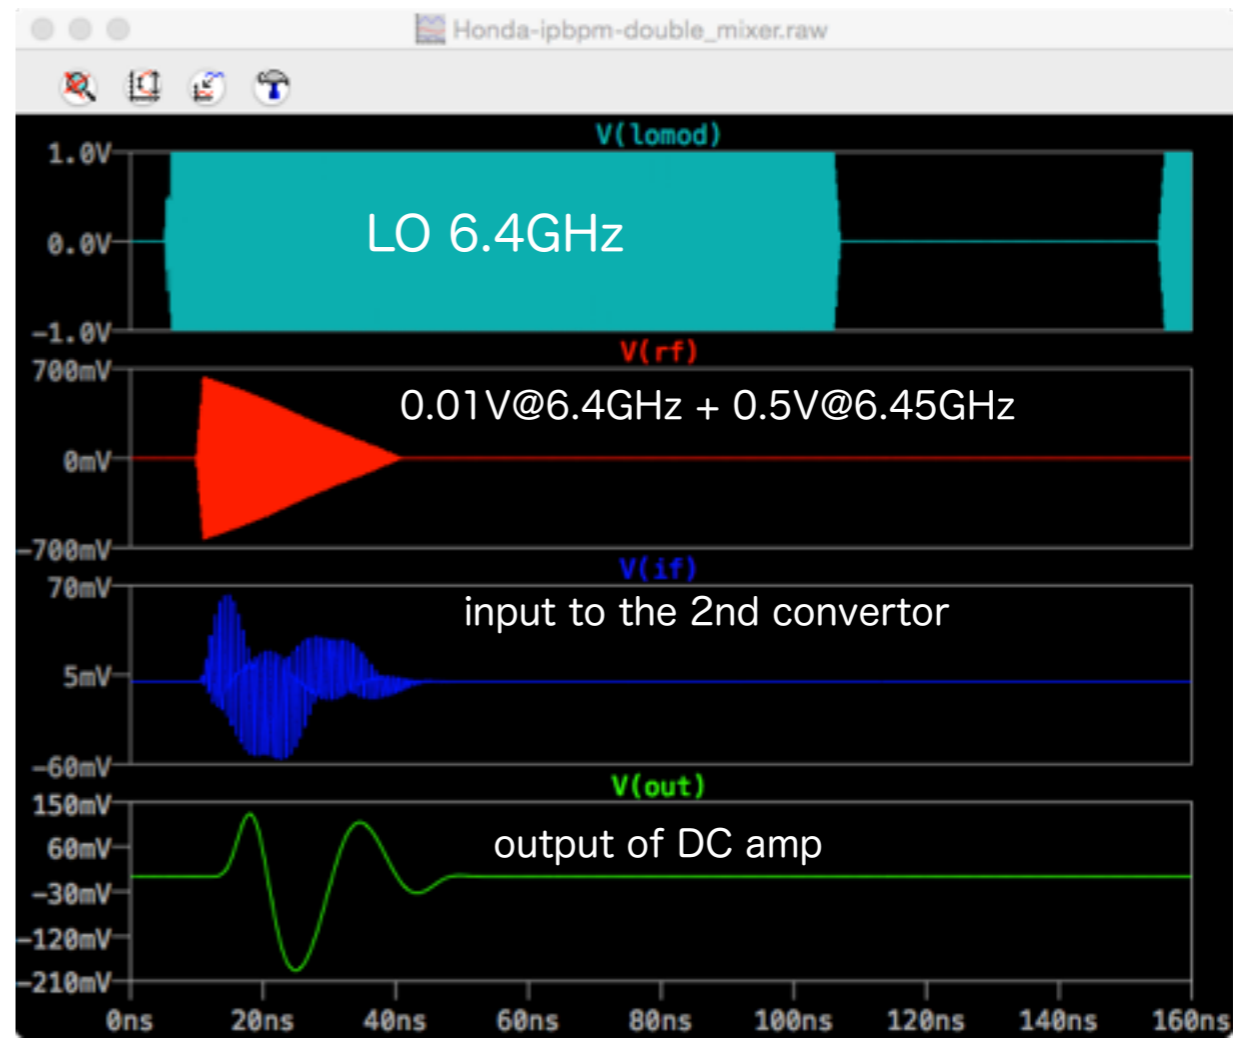 Honda-ipbpm-double_mixer.raw
V(lomod)
1.0V
0.0V
-1.0V
LO 6.4GHz
V(rf)
700mV
0mV
-700mV
0.01V@6.4GHz + 0.5V@6.45GHz
V(if)
70mV
5mV
-60mV
input to the 2nd convertor
V(out)
150mV
60mV
-30mV
-120mV
-210mV
output of DC amp
0ns 20ns 40ns 60ns 80ns 100ns 120ns 140ns 160ns